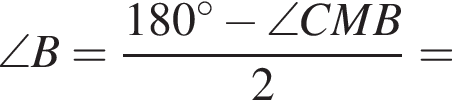 ∠B = (180° − ∠CMB)/2 =